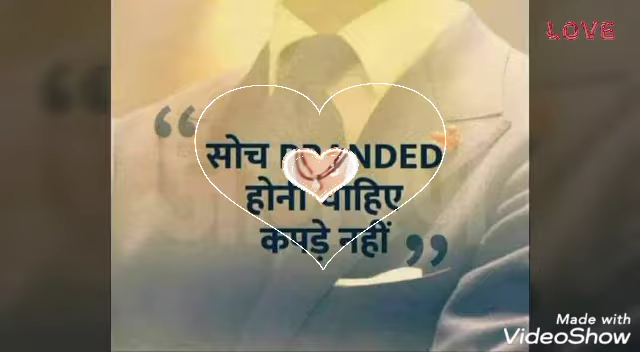 LOVE
“ सोच BRANDED
होनी चाहिए
कपड़े नहीं ”
Made with
VideoShow